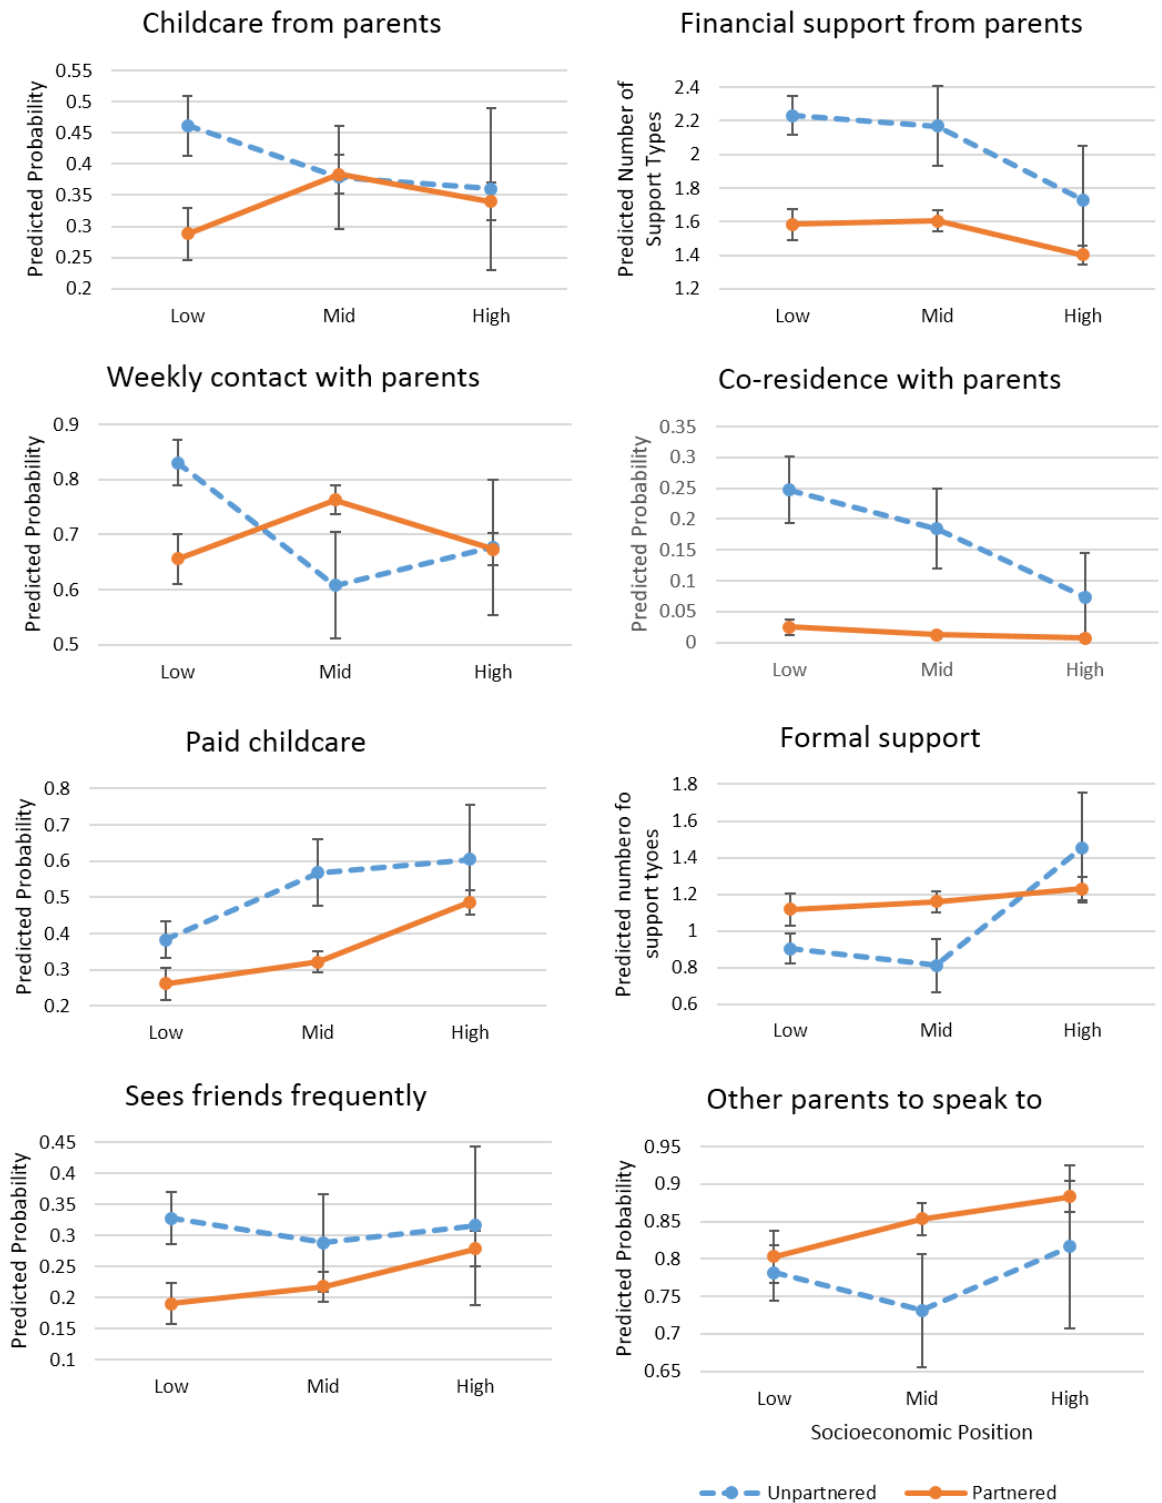 Childcare from parents
Predicted Probability
0.55
0.5
0.45
0.4
0.35
0.3
0.25
0.2
Low Mid High
Financial support from parents
Predicted Number of
Support Types
2.4
2.2
2
1.8
1.6
1.4
1.2
Low Mid High
Weekly contact with parents
Predicted Probability
0.9
0.8
0.7
0.6
0.5
Low Mid High
Co-residence with parents
Predicted Probability
0.35
0.3
0.25
0.2
0.15
0.1
0.05
0
Low Mid High
Paid childcare
Predicted Probability
0.8
0.7
0.6
0.5
0.4
0.3
0.2
Low Mid High
Formal support
Predicted numbero fo
support tyoes
1.8
1.6
1.4
1.2
1
0.8
0.6
Low Mid High
Sees friends frequently
Predicted Probability
0.45
0.4
0.35
0.3
0.25
0.2
0.15
0.1
Low Mid High
Other parents to speak to
Predicted Probability
0.95
0.9
0.85
0.8
0.75
0.7
0.65
Low Mid High
Socioeconomic Position
Unpartnered Partnered